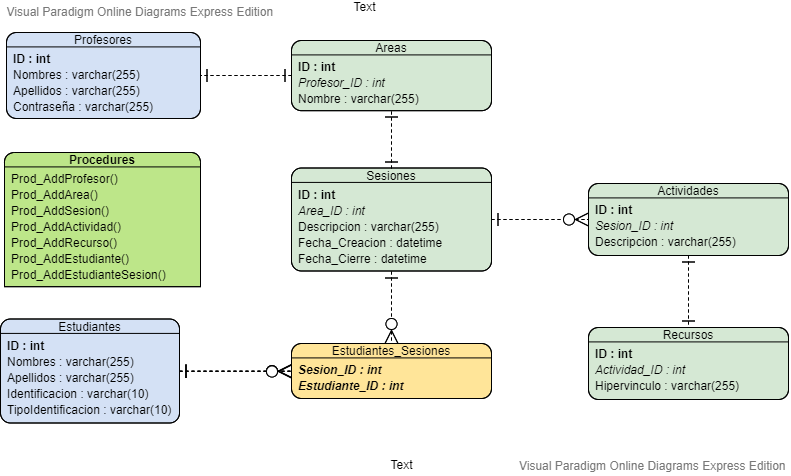 Visual Paradigm Online Diagrams Express Edition
Text
Profesores
ID : int
Nombres : varchar(255)
Apellidos : varchar(255)
Contraseña : varchar(255)
Areas
ID : int
Profesor_ID : int
Nombre : varchar(255)
Procedures
Prod_AddProfesor()
Prod_AddArea()
Prod_AddSesion()
Prod_AddActividad()
Prod_AddRecurso()
Prod_AddEstudiante()
Prod_AddEstudianteSesion()
Sesiones
ID : int
Area_ID : int
Descripcion : varchar(255)
Fecha_Creacion : datetime
Fecha_Cierre : datetime
Actividades
ID : int
Sesion_ID : int
Descripcion : varchar(255)
Estudiantes
ID : int
Nombres : varchar(255)
Apellidos : varchar(255)
Identificacion : varchar(10)
TipoIdentificacion : varchar(10)
Estudiantes_Sesiones
Sesion_ID : int
Estudiante_ID : int
Recursos
ID : int
Actividad_ID : int
Hipervinculo : varchar(255)
Text
Visual Paradigm Online Diagrams Express Edition